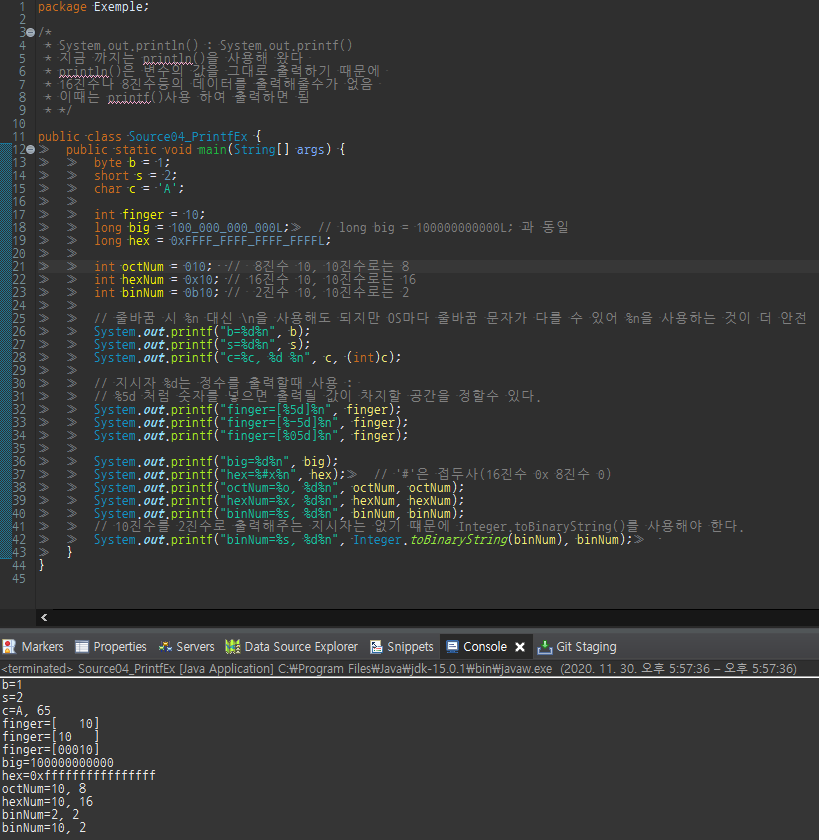 1 package Exemple;
2
3 /*
4  * System.out.println() : System.out.printf()
5  * 지금 까지는 println()을 사용해 왔다
6  * println()은 변수의 값을 그대로 출력하기 때문에
7  * 16진수나 8진수등의 데이터를 출력해줄수가 없음
8  * 이때는 printf()사용 하여 출력하면 됨
9  * */
10
11 public class Source04_PrintfEx {
12 public static void main(String[] args) {
13 byte b = 1;
14 short s = 2;
15 char c = 'A';
16
17 int finger = 10;
18 long big = 100_000_000_000L; // long big = 100000000000L; 과 동일
19 long hex = 0xFFFF_FFFF_FFFF_FFFFL;
20
21 int octNum = 010; // 8진수 10, 10진수로는 8
22 int hexNum = 0x10; // 16진수 10, 10진수로는 16
23 int binNum = 0b10; // 2진수 10, 10진수로는 2
24
25 // 줄바꿈 시 %n 대신 \n을 사용해도 되지만 OS마다 줄바꿈 문자가 다를 수 있어 %n을 사용하는 것이 더 안전
26 System.out.printf("b=%d%n", b);
27 System.out.printf("s=%d%n", s);
28 System.out.printf("c=%c, %d %n", c, (int)c);
29
30 // 지시자 %d는 정수를 출력할때 사용 :
31 // %5d 처럼 숫자를 넣으면 출력될 값이 차지할 공간을 정할수 있다.
32 System.out.printf("finger=[%5d]%n", finger);
33 System.out.printf("finger=[%-5d]%n", finger);
34 System.out.printf("finger=[%05d]%n", finger);
35
36 System.out.printf("big=%d%n", big);
37 System.out.printf("hex=%#x%n", hex); // '#'은 접두사(16진수 0x 8진수 0)
38 System.out.printf("octNum=%o, %d%n", octNum, octNum);
39 System.out.printf("hexNum=%x, %d%n", hexNum, hexNum);
40 System.out.printf("binNum=%s, %d%n", binNum, binNum);
41 // 10진수를 2진수로 출력해주는 지시자는 없기 때문에 Integer.toBinaryString()를 사용해야 한다.
42 System.out.printf("binNum=%s, %d%n", Integer.toBinaryString(binNum), binNum);
43 }
44 }
45
Markers Properties Servers Data Source Explorer Snippets Console Git Staging
<terminated> Source04_PrintfEx [Java Application] C:₩Program Files₩Java₩jdk-15.0.1₩bin₩javaw.exe (2020. 11. 30. 오후 5:57:36 – 오후 5:57:36)
b=1
s=2
c=A, 65
finger=[   10]
finger=[10   ]
finger=[00010]
big=100000000000
hex=0xffffffffffffffff
octNum=10, 8
hexNum=10, 16
binNum=2, 2
binNum=10, 2